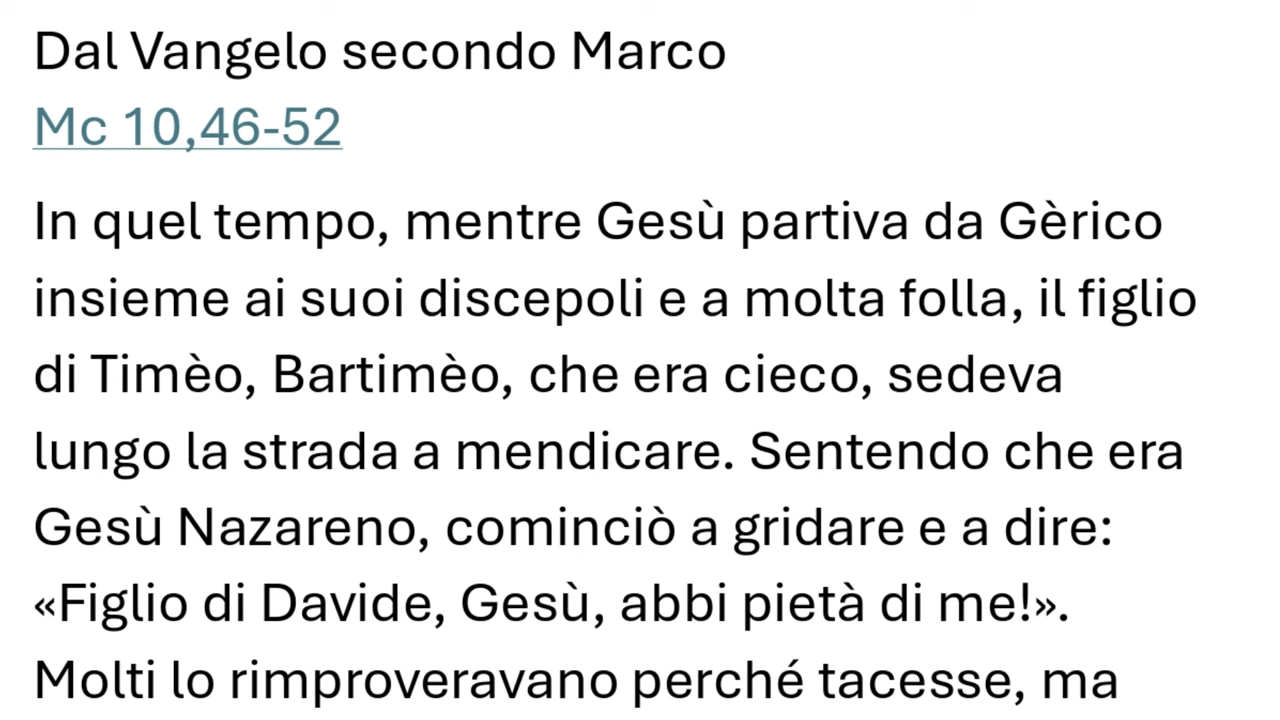 Dal Vangelo secondo Marco
Mc 10,46-52
In quel tempo, mentre Gesù partiva da Gèrico
insieme ai suoi discepoli e a molta folla, il figlio
di Timèo, Bartimèo, che era cieco, sedeva
lungo la strada a mendicare. Sentendo che era
Gesù Nazareno, cominciò a gridare e a dire:
«Figlio di Davide, Gesù, abbi pietà di me!».
Molti lo rimproveravano perché tacesse, ma